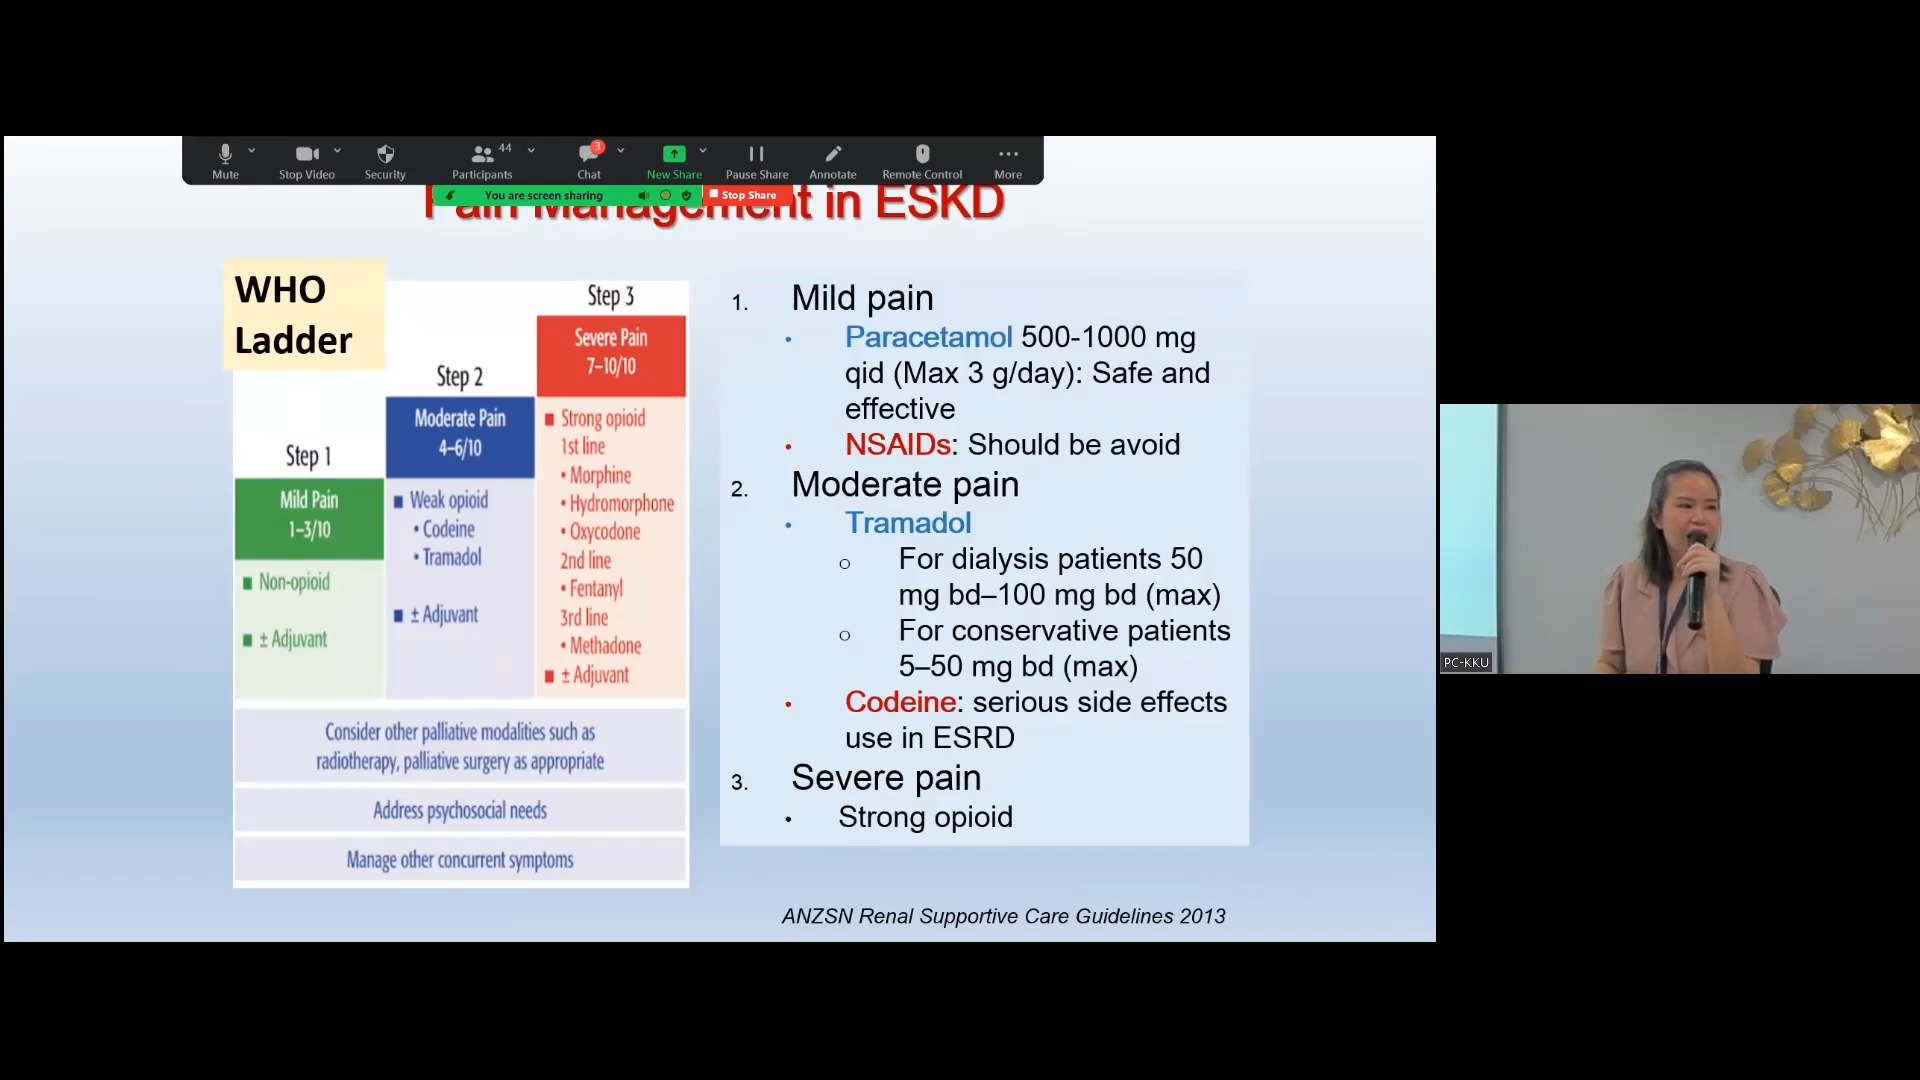 Mute
Stop Video
Security
44
Participants
3
Chat
New Share
Pause Share
Annotate
Remote Control
More
You are screen sharing
Stop Share
Pain Management in ESKD
WHO
Ladder
Step 3
Severe Pain
7–10/10
Strong opioid
1st line
• Morphine
• Hydromorphone
• Oxycodone
2nd line
• Fentanyl
3rd line
• Methadone
± Adjuvant
Step 2
Moderate Pain
4–6/10
Weak opioid
• Codeine
• Tramadol
± Adjuvant
Step 1
Mild Pain
1–3/10
Non-opioid
± Adjuvant
Consider other palliative modalities such as
radiotherapy, palliative surgery as appropriate
Address psychosocial needs
Manage other concurrent symptoms
1. Mild pain
• Paracetamol 500-1000 mg
qid (Max 3 g/day): Safe and
effective
• NSAIDs: Should be avoid
2. Moderate pain
• Tramadol
o For dialysis patients 50
mg bd–100 mg bd (max)
o For conservative patients
5–50 mg bd (max)
• Codeine: serious side effects
use in ESRD
3. Severe pain
• Strong opioid
ANZSN Renal Supportive Care Guidelines 2013
PC-KKU